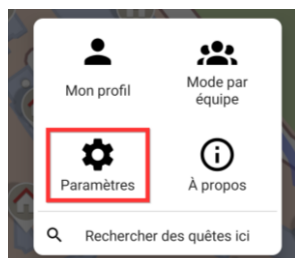 Mon profil
Mode par
équipe
Paramètres
À propos
Rechercher des quêtes ici